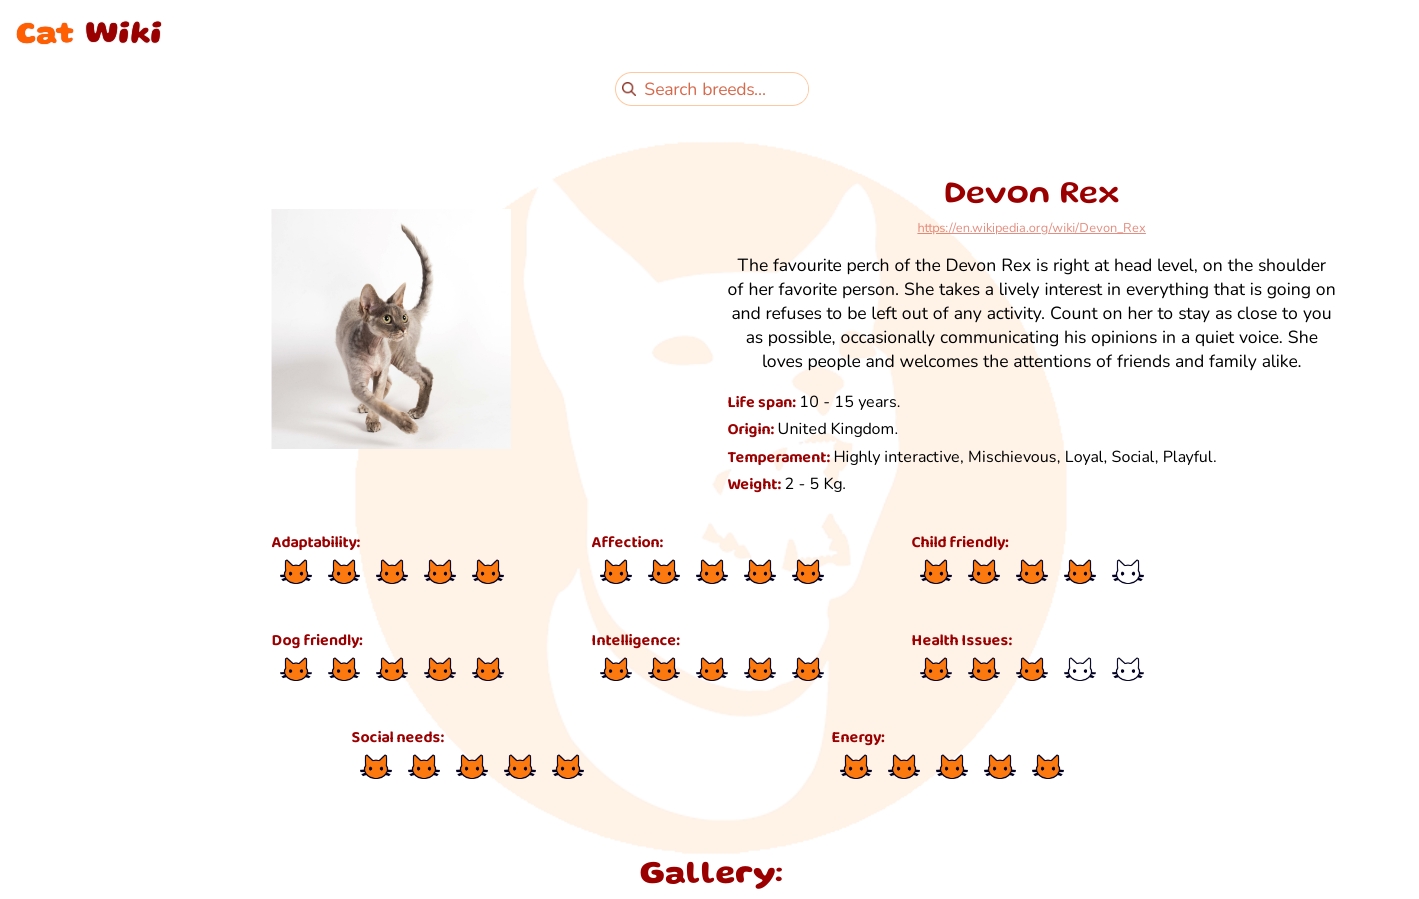 Cat Wiki
Search breeds...
Devon Rex
https://en.wikipedia.org/wiki/Devon_Rex
The favourite perch of the Devon Rex is right at head level, on the shoulder
of her favorite person. She takes a lively interest in everything that is going on
and refuses to be left out of any activity. Count on her to stay as close to you
as possible, occasionally communicating his opinions in a quiet voice. She
loves people and welcomes the attentions of friends and family alike.
Life span: 10 - 15 years.
Origin: United Kingdom.
Temperament: Highly interactive, Mischievous, Loyal, Social, Playful.
Weight: 2 - 5 Kg.
Adaptability:
Affection:
Child friendly:
Dog friendly:
Intelligence:
Health Issues:
Social needs:
Energy:
Gallery: